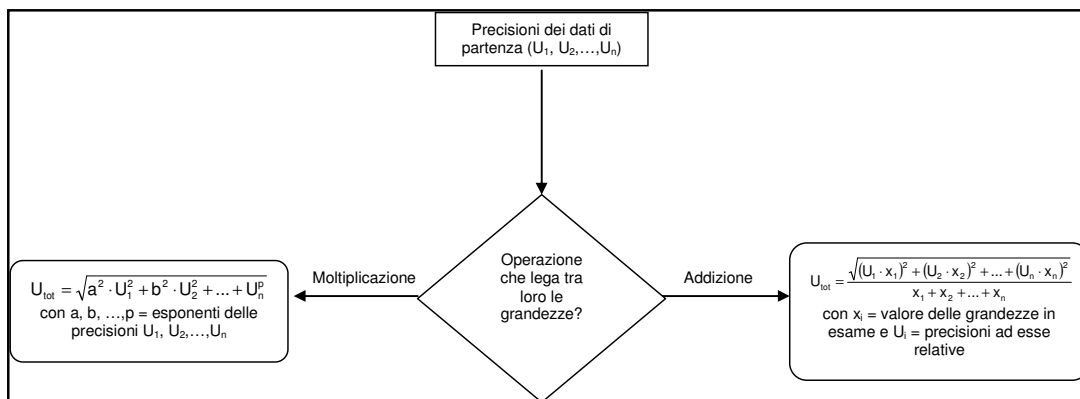 Precisioni dei dati di
partenza (U₁, U₂,…,Uₙ)
Operazione
che lega tra
loro le
grandezze?
Moltiplicazione
Addizione
U_tot = √(a² · U₁² + b² · U₂² + ... + Uₙᵖ)
con a, b, …,p = esponenti delle
precisioni U₁, U₂,…,Uₙ
U_tot = √((U₁ · x₁)² + (U₂ · x₂)² + ... + (Uₙ · xₙ)²) / (x₁ + x₂ + ... + xₙ)
con xᵢ = valore delle grandezze in
esame e Uᵢ = precisioni ad esse
relative